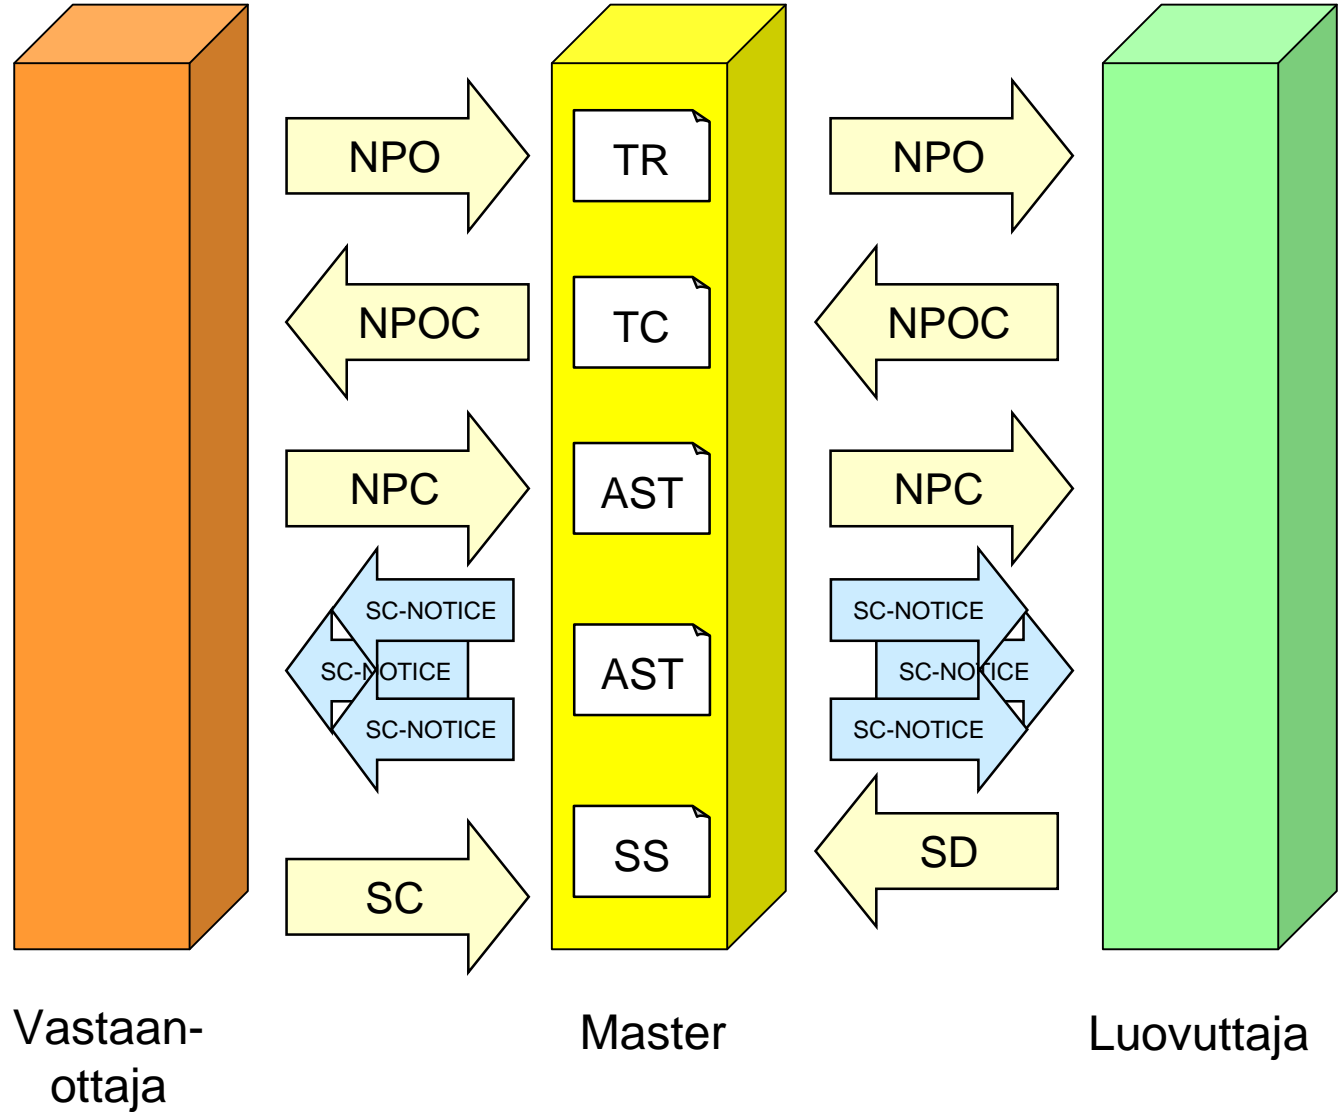 NPO
TR
NPO
NPOC
TC
NPOC
NPC
AST
NPC
SC-NOTICE
SC-NOTICE
SC-NOTICE
AST
SC-NOTICE
SC-NOTICE
SC-NOTICE
SC
SS
SD
Vastaan-
ottaja
Master
Luovuttaja